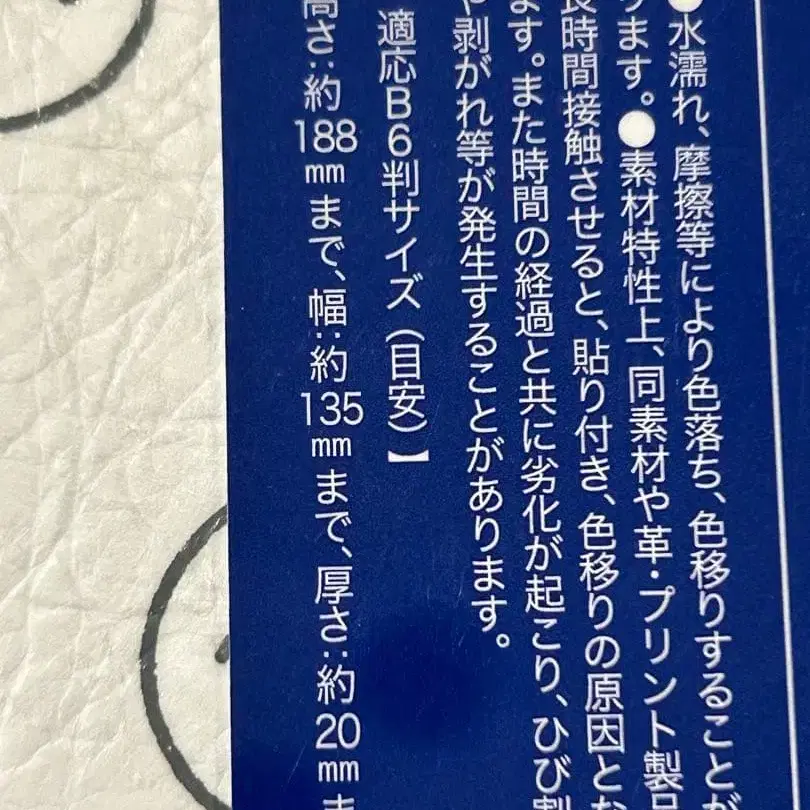 ●水濡れ、摩擦等により色落ち、色移りすることが
ります。●素材特性上、同素材や革・プリント製品
長時間接触させると、貼り付き、色移りの原因とな
ます。また時間の経過と共に劣化が起こり、ひび割
や剥がれ等が発生することがあります。
適応B6判サイズ（目安）】
高さ：約188mmまで、幅：約135mmまで、厚さ：約20mmま